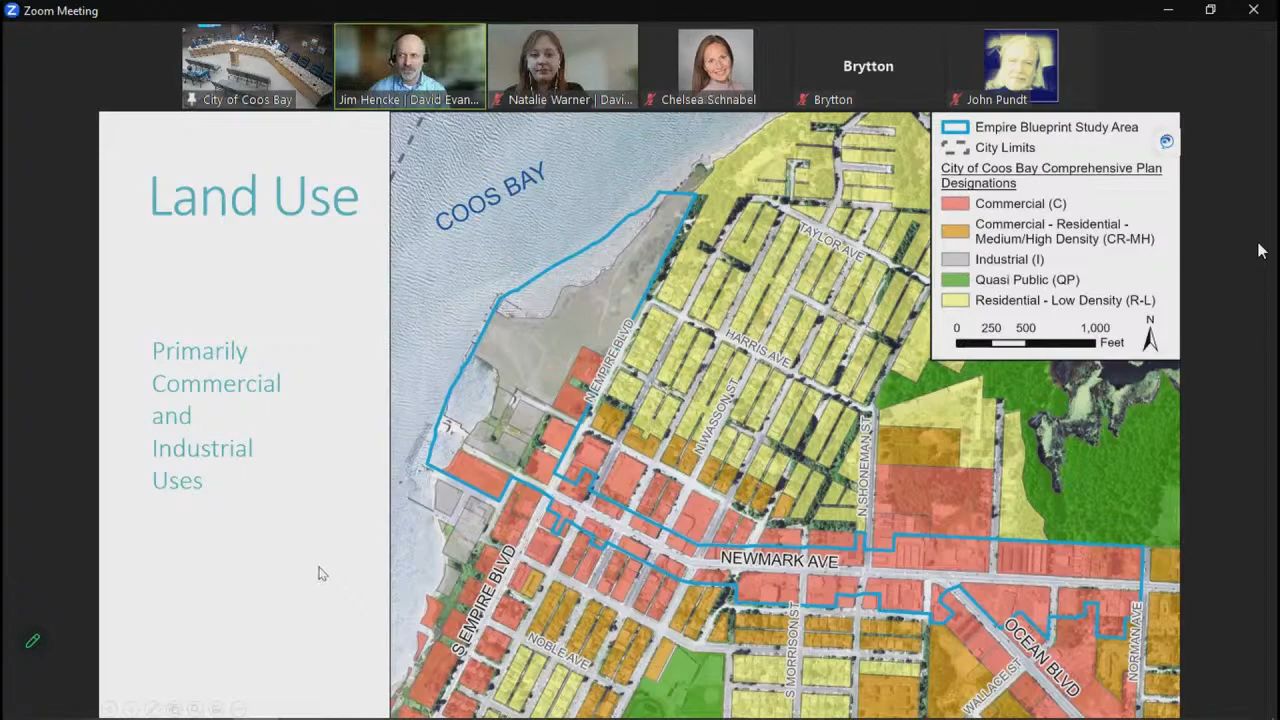 Zoom Meeting
City of Coos Bay
Jim Hencke | David Evan...
Natalie Warner | Davi...
Chelsea Schnabel
Brytton
Brytton
John Pundt
Land Use
Primarily
Commercial
and
Industrial
Uses
COOS BAY
TAYLOR AVE
N EMPIRE BLVD
HARRIS AVE
N WASSON ST
N SHONEMAN ST
NEWMARK AVE
S EMPIRE BLVD
NOBLE AVE
S MORRISON ST
OCEAN BLVD
WALLACE ST
NORMAN AVE
Empire Blueprint Study Area
City Limits
City of Coos Bay Comprehensive Plan
Designations
Commercial (C)
Commercial - Residential -
Medium/High Density (CR-MH)
Industrial (I)
Quasi Public (QP)
Residential - Low Density (R-L)
N
0 250 500 1,000
Feet